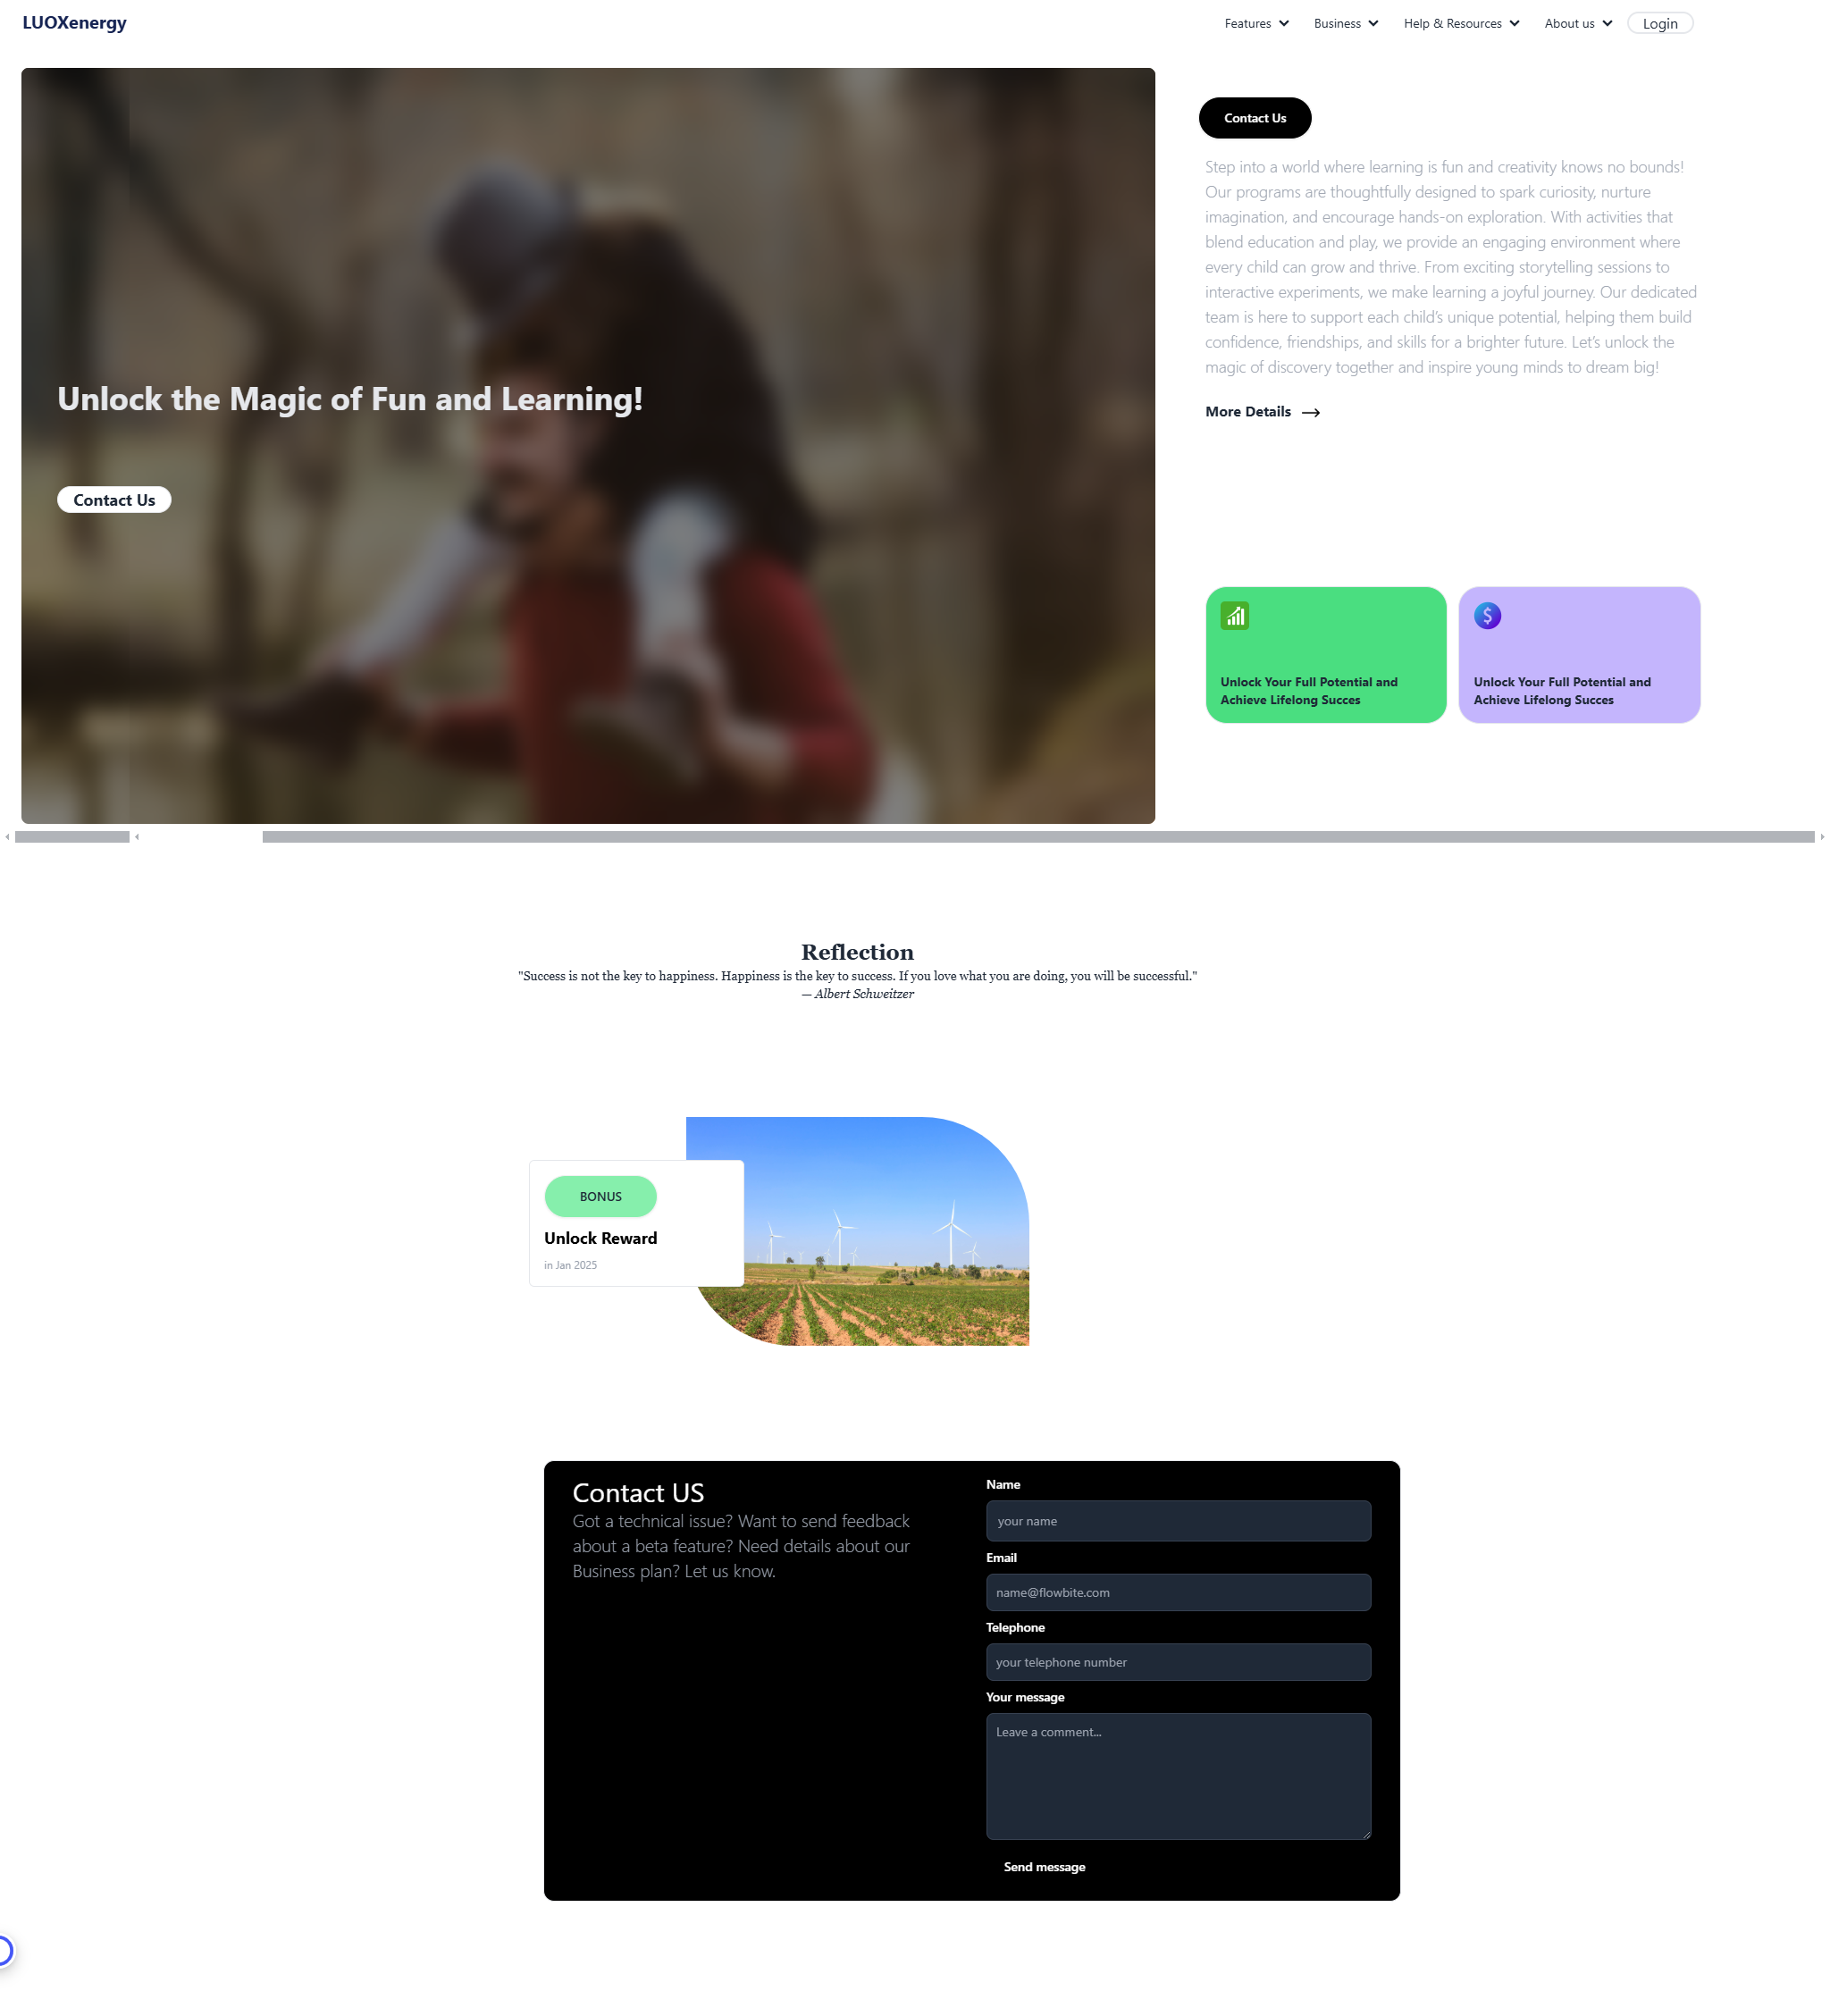 LUOXenergy
Features
Business
Help & Resources
About us
Login
Unlock the Magic of Fun and Learning!
Contact Us
Contact Us
Step into a world where learning is fun and creativity knows no bounds!
Our programs are thoughtfully designed to spark curiosity, nurture
imagination, and encourage hands-on exploration. With activities that
blend education and play, we provide an engaging environment where
every child can grow and thrive. From exciting storytelling sessions to
interactive experiments, we make learning a joyful journey. Our dedicated
team is here to support each child's unique potential, helping them build
confidence, friendships, and skills for a brighter future. Let's unlock the
magic of discovery together and inspire young minds to dream big!
More Details
Unlock Your Full Potential and
Achieve Lifelong Succes
Unlock Your Full Potential and
Achieve Lifelong Succes
Reflection
"Success is not the key to happiness. Happiness is the key to success. If you love what you are doing, you will be successful."
— Albert Schweitzer
BONUS
Unlock Reward
in Jan 2025
Contact US
Got a technical issue? Want to send feedback
about a beta feature? Need details about our
Business plan? Let us know.
Name
your name
Email
name@flowbite.com
Telephone
your telephone number
Your message
Leave a comment...
Send message